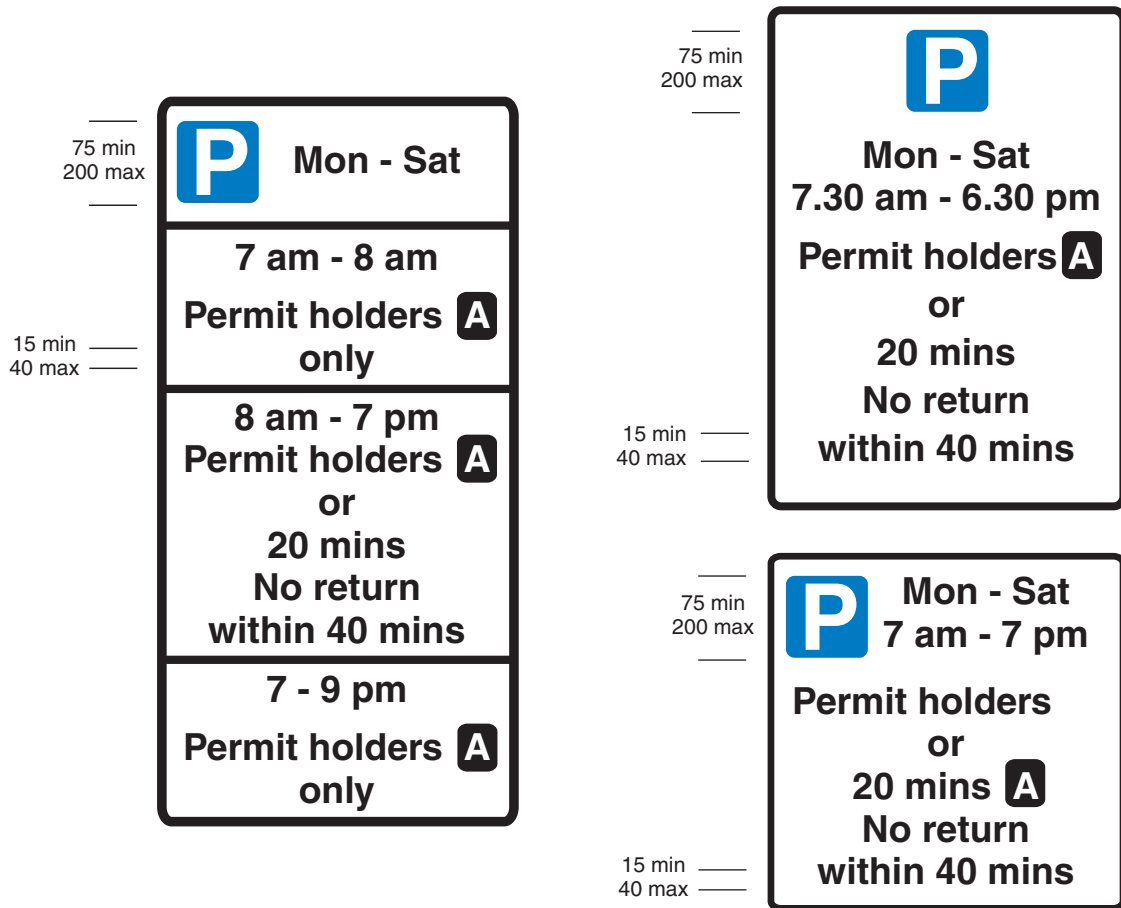 75 min
200 max
P Mon - Sat
7 am - 8 am
Permit holders A
only
15 min
40 max
8 am - 7 pm
Permit holders A
or
20 mins
No return
within 40 mins
7 - 9 pm
Permit holders A
only
75 min
200 max
P
Mon - Sat
7.30 am - 6.30 pm
Permit holders A
or
20 mins
No return
within 40 mins
15 min
40 max
75 min
200 max
P Mon - Sat
7 am - 7 pm
Permit holders
or
20 mins A
No return
within 40 mins
15 min
40 max